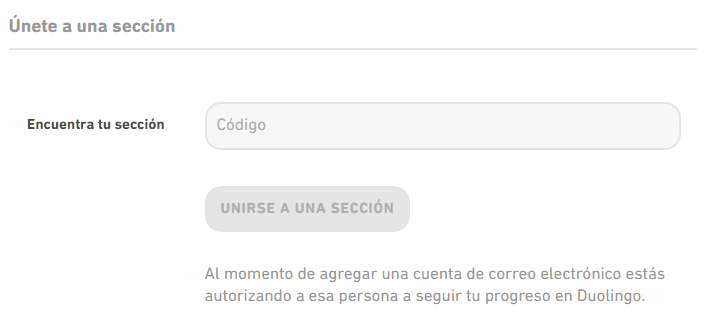 Únete a una sección
Encuentra tu sección
Código
UNIRSE A UNA SECCIÓN
Al momento de agregar una cuenta de correo electrónico estás
autorizando a esa persona a seguir tu progreso en Duolingo.